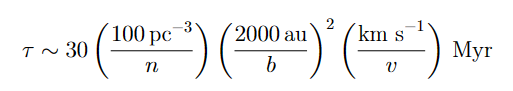 τ ∼ 30 (100 pc⁻³ / n) (2000 au / b)² (km s⁻¹ / v) Myr